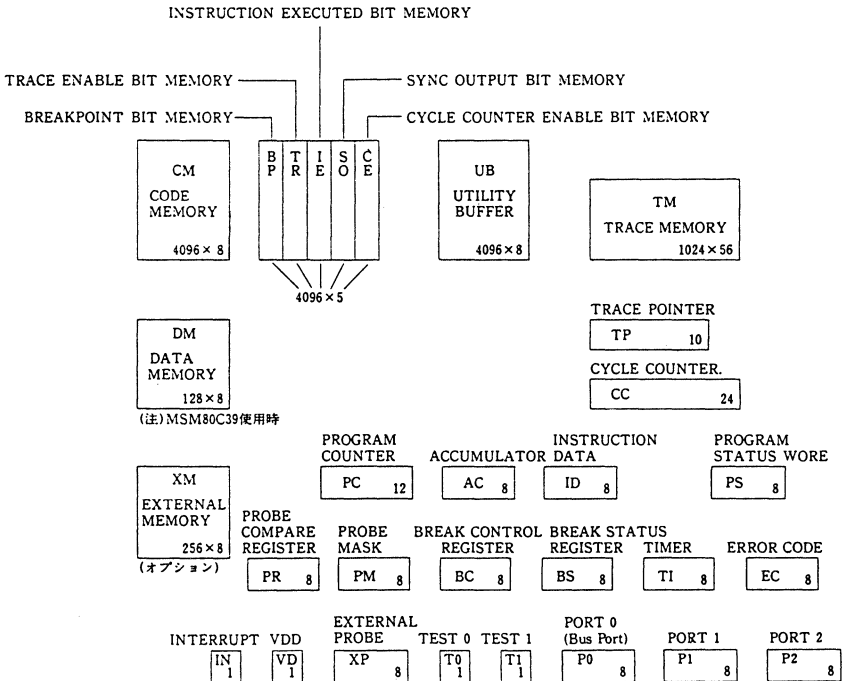 INSTRUCTION EXECUTED BIT MEMORY
TRACE ENABLE BIT MEMORY
SYNC OUTPUT BIT MEMORY
BREAKPOINT BIT MEMORY
CYCLE COUNTER ENABLE BIT MEMORY
CM
CODE
MEMORY
4096×8
BP
TR
IE
SO
CE
4096×5
UB
UTILITY
BUFFER
4096×8
TM
TRACE MEMORY
1024×56
TRACE POINTER
TP 10
CYCLE COUNTER.
CC 24
DM
DATA
MEMORY
128×8
(注)MSM80C39使用時
XM
EXTERNAL
MEMORY
256×8
(オプション)
PROGRAM
COUNTER
PC 12
ACCUMULATOR
AC 8
INSTRUCTION
DATA
ID 8
PROGRAM
STATUS WORE
PS 8
PROBE
COMPARE
REGISTER
PR 8
PROBE
MASK
PM 8
BREAK CONTROL
REGISTER
BC 8
BREAK STATUS
REGISTER
BS 8
TIMER
TI 8
ERROR CODE
EC 8
INTERRUPT
IN
1
VDD
VD
1
EXTERNAL
PROBE
XP
8
TEST 0
T0
1
TEST 1
T1
1
PORT 0
(Bus Port)
P0
8
PORT 1
P1
8
PORT 2
P2
8